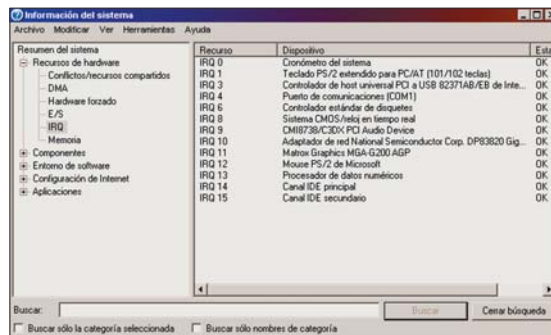 Información del sistema
Archivo Modificar Ver Herramientas Ayuda
Resumen del sistema
Recursos de hardware
Conflictos/recursos compartidos
DMA
Hardware forzado
E/S
IRQ
Memoria
Componentes
Entorno de software
Configuración de Internet
Aplicaciones
Recurso Dispositivo Esta
IRQ 0 Cronómetro del sistema OK
IRQ 1 Teclado PS/2 extendido para PC/AT (101/102 teclas) OK
IRQ 3 Controlador de host universal PCI a USB 82371AB/EB de Inte... OK
IRQ 4 Puerto de comunicaciones (COM1) OK
IRQ 6 Controlador estándar de disquetes OK
IRQ 8 Sistema CMOS/reloj en tiempo real OK
IRQ 9 CMI8738/C3DX PCI Audio Device OK
IRQ 10 Adaptador de red National Semiconductor Corp. DP83820 Gig... OK
IRQ 11 Matrox Graphics MGA-G200 AGP OK
IRQ 12 Mouse PS/2 de Microsoft OK
IRQ 13 Procesador de datos numéricos OK
IRQ 14 Canal IDE principal OK
IRQ 15 Canal IDE secundario OK
Buscar: Buscar Cerrar búsqueda
Buscar sólo la categoría seleccionada Buscar sólo nombres de categoría